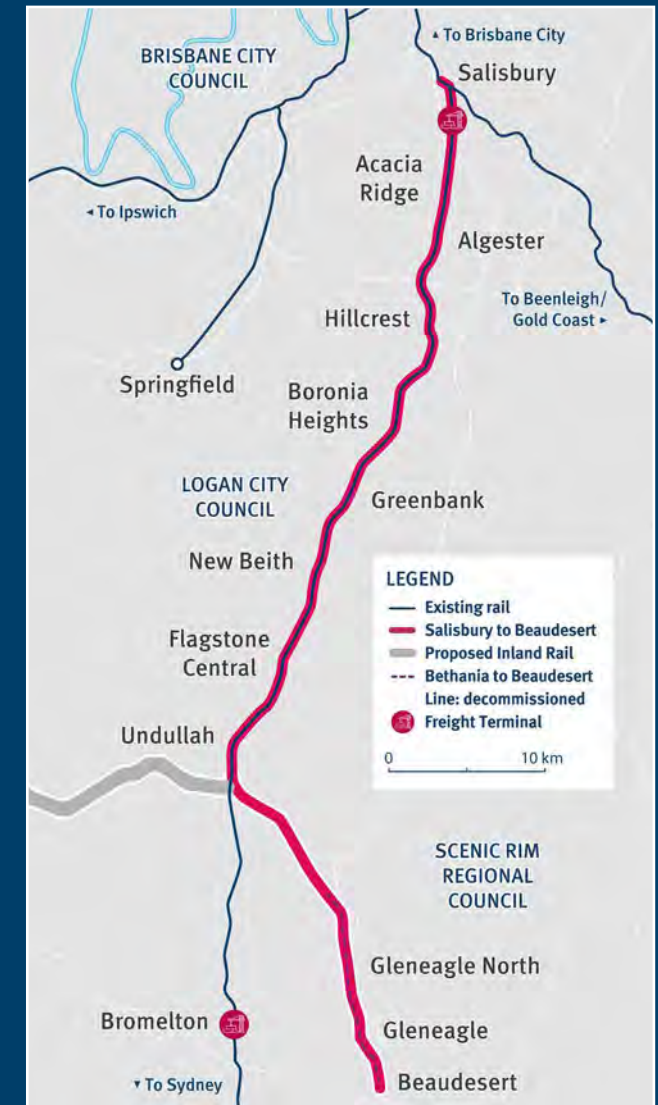 To Brisbane City
BRISBANE CITY
COUNCIL
Salisbury
Acacia
Ridge
To Ipswich
Algester
To Beenleigh/
Gold Coast
Hillcrest
Springfield
Boronia
Heights
LOGAN CITY
COUNCIL
Greenbank
New Beith
LEGEND
Existing rail
Salisbury to Beaudesert
Proposed Inland Rail
Bethania to Beaudesert
Line: decommissioned
Freight Terminal
0 10 km
Flagstone
Central
Undullah
SCENIC RIM
REGIONAL
COUNCIL
Gleneagle North
Bromelton
Gleneagle
To Sydney
Beaudesert